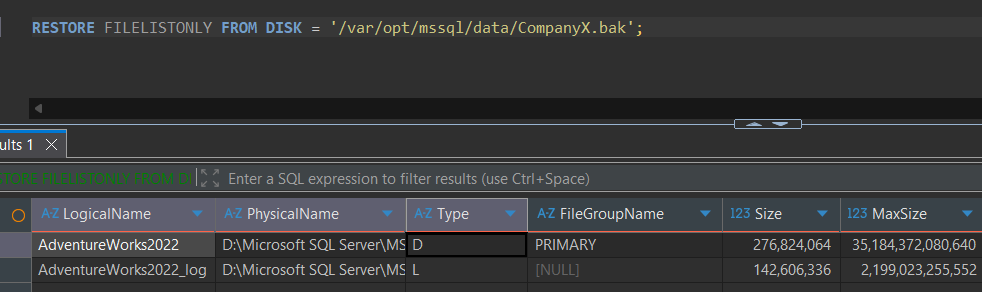 RESTORE FILELISTONLY FROM DISK = '/var/opt/mssql/data/CompanyX.bak';
ults 1
STORE FILELISTONLY FROM DI Enter a SQL expression to filter results (use Ctrl+Space)
A-Z LogicalName A-Z PhysicalName A-Z Type A-Z FileGroupName 123 Size 123 MaxSize
AdventureWorks2022 D:\Microsoft SQL Server\MS D PRIMARY 276,824,064 35,184,372,080,640
AdventureWorks2022_log D:\Microsoft SQL Server\MS L [NULL] 142,606,336 2,199,023,255,552